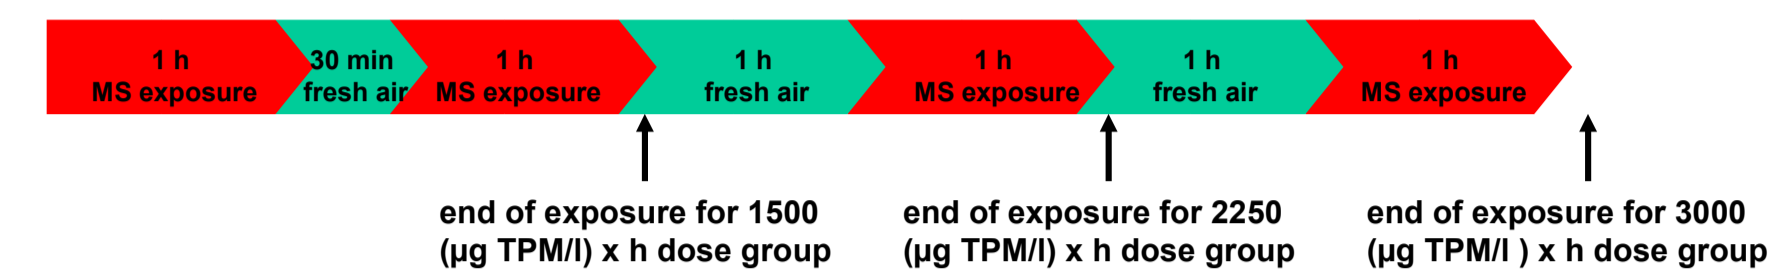 1 h
MS exposure
30 min
fresh air
1 h
MS exposure
1 h
fresh air
1 h
MS exposure
1 h
fresh air
1 h
MS exposure
end of exposure for 1500
(µg TPM/l) x h dose group
end of exposure for 2250
(µg TPM/l) x h dose group
end of exposure for 3000
(µg TPM/l ) x h dose group